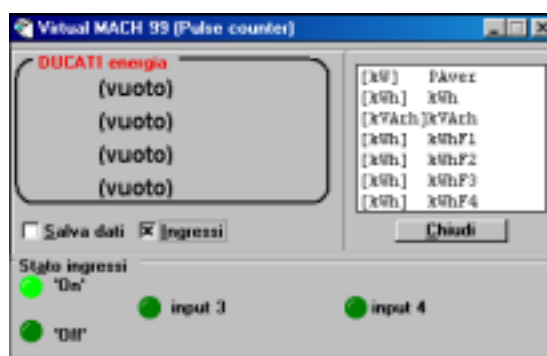 Virtual MACH 99 (Pulse counter)
DUCATI energia
(vuoto)
(vuoto)
(vuoto)
(vuoto)
[kW] PAver
[kWh] kWh
[kVArh] kVArh
[kWh] kWhF1
[kWh] kWhF2
[kWh] kWhF3
[kWh] kWhF4
Salva dati Ingressi
Chiudi
Stato ingressi
'On'
input 3 input 4
'Off'